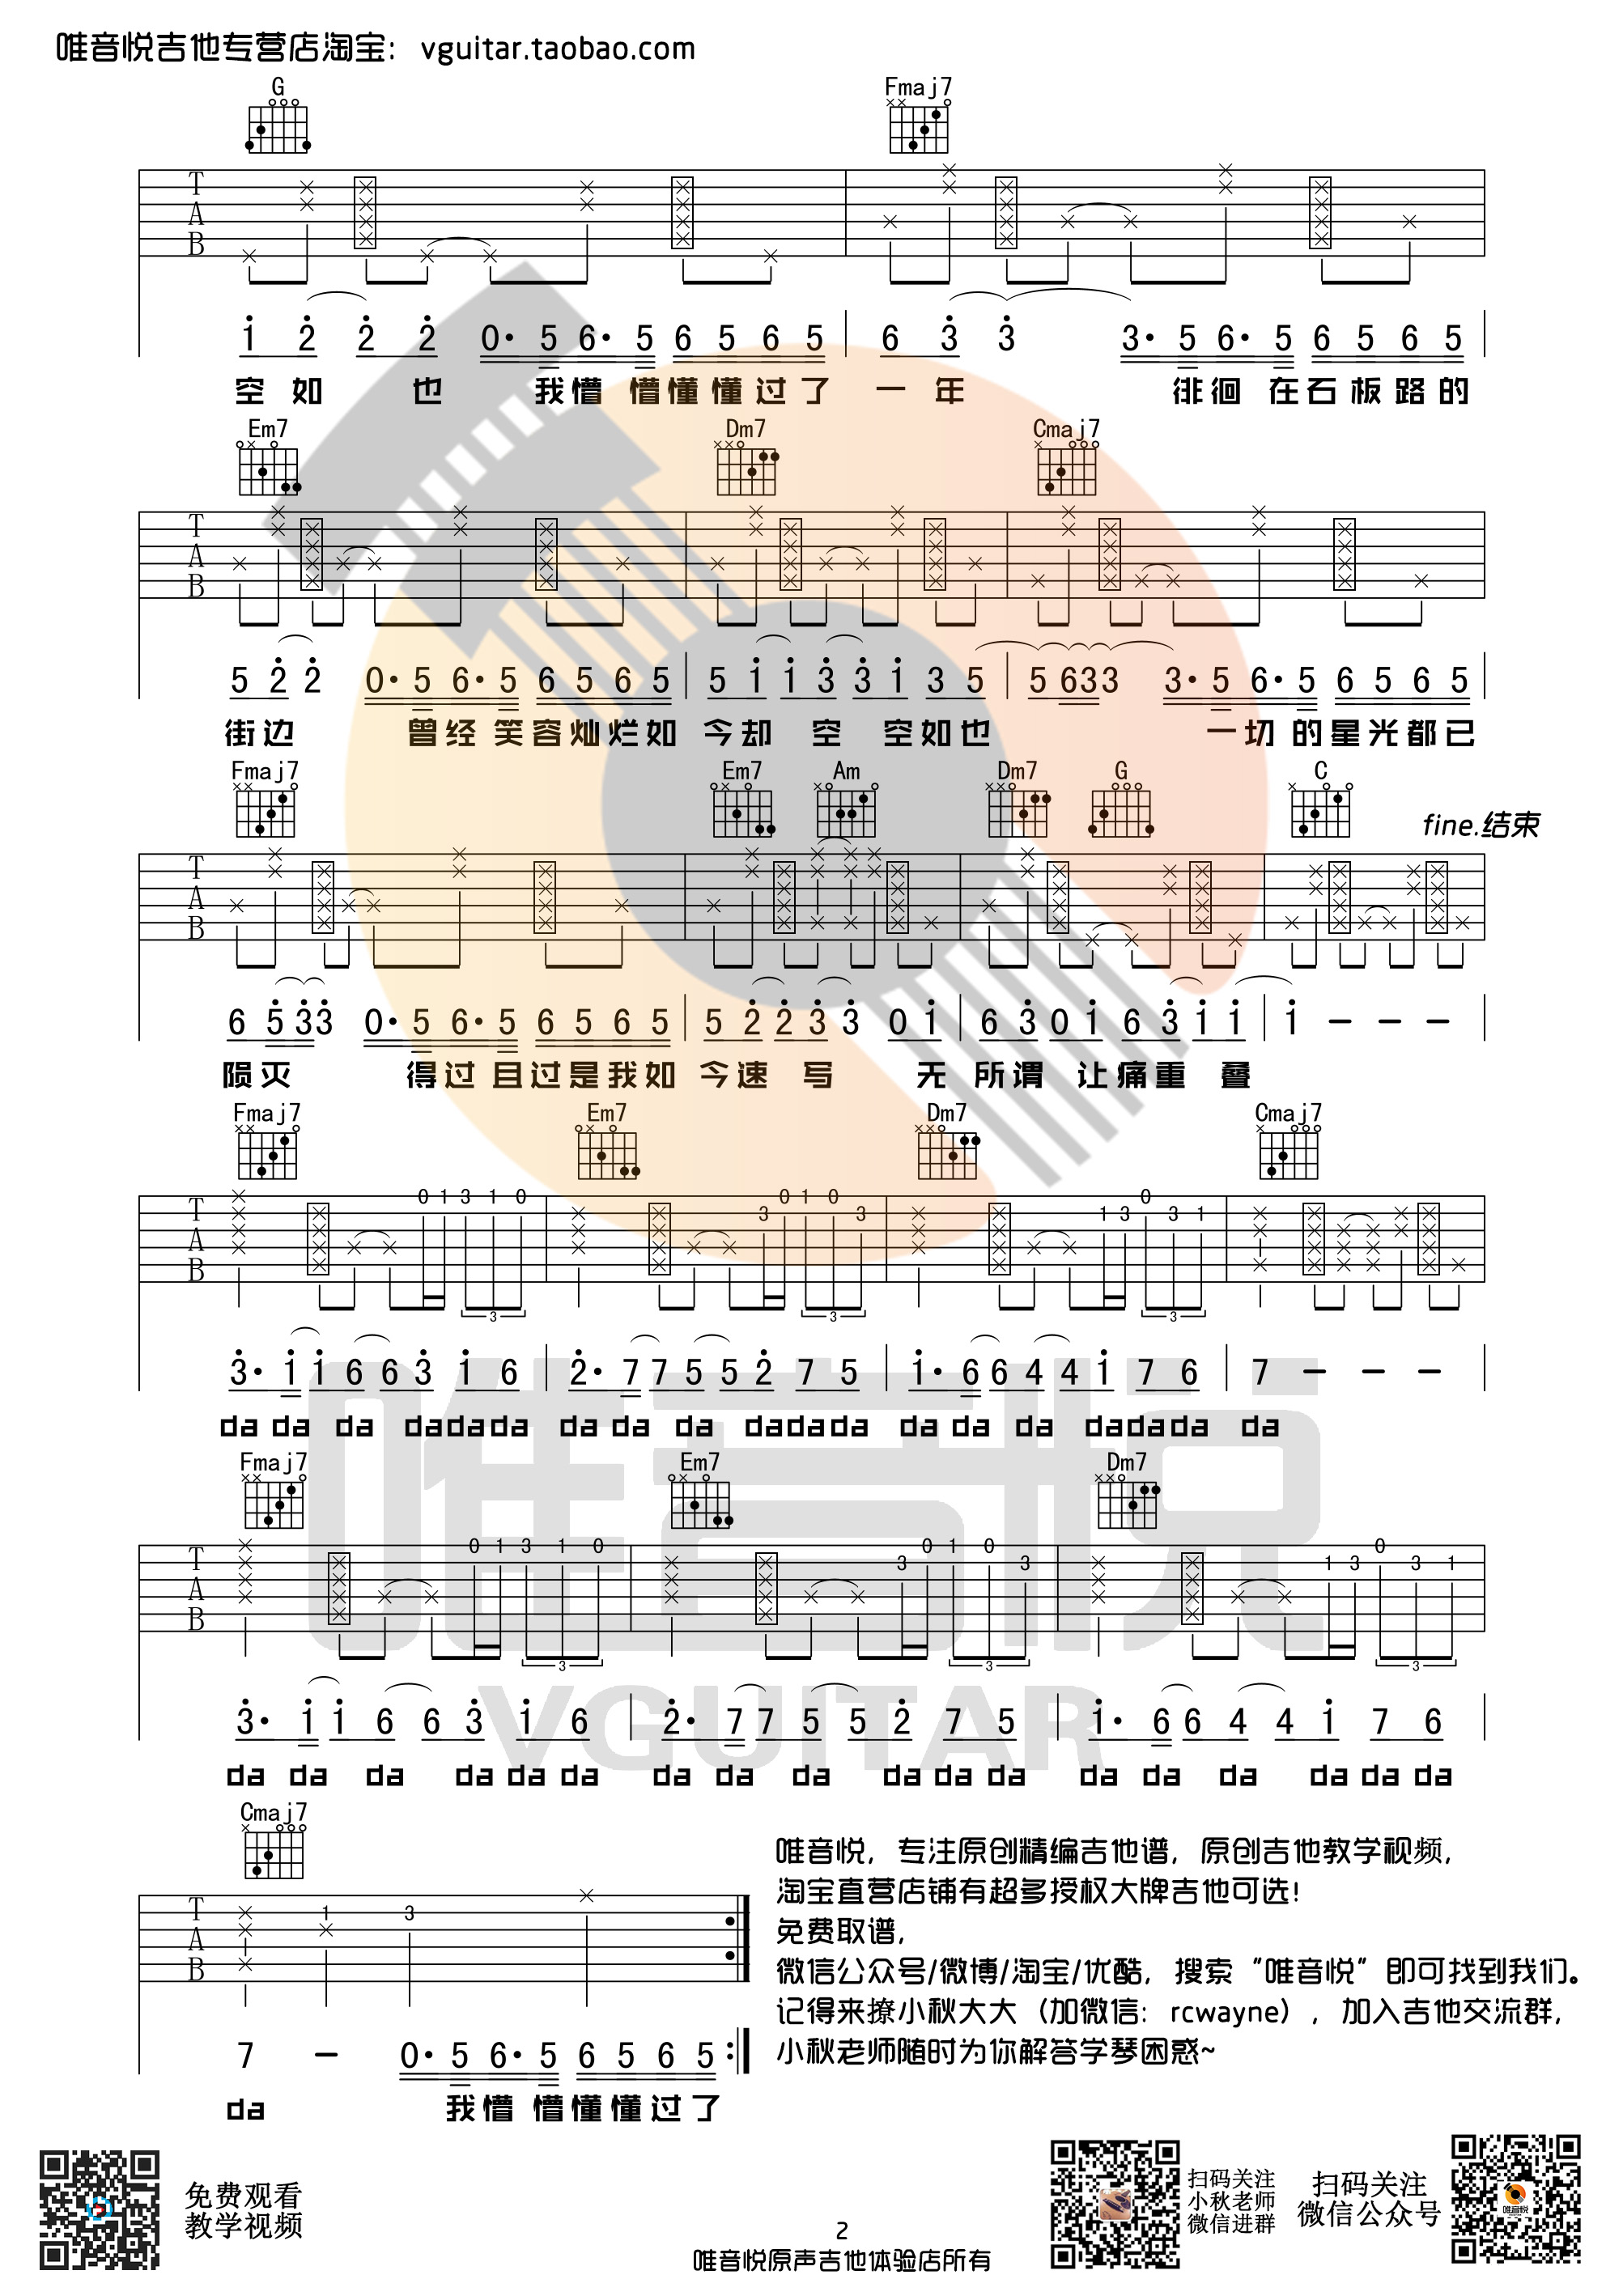 唯音悦吉他专营店淘宝：vguitar.taobao.com
G Fmaj7
T A B
1 2 2 2 0· 5 6· 5 6 5 6 5 6 3 3 3· 5 6· 5 6 5 6 5
空 如 也 我懵 懵懂懂过了 一 年 徘徊 在石板路的
Em7 Dm7 Cmaj7
T A B
5 2 2 0· 5 6· 5 6 5 6 5 5 1 1 3 3 1 3 5 5 6 3 3 3· 5 6· 5 6 5 6 5
街边 曾经 笑容灿烂如 今却 空 空如也 一切 的星光都已
Fmaj7 Em7 Am Dm7 G C
fine.结束
T A B
6 5 3 3 0· 5 6· 5 6 5 6 5 5 2 2 3 3 0 1 6 3 0 1 6 3 1 1 1 – – –
陨灭 得过 且过是我如 今速 写 无 所谓 让痛重 叠
Fmaj7 Em7 Dm7 Cmaj7
0 1 3 1 0 3 0 1 0 3 1 3 0 3 1
T A B
3 3 3
3· 1 1 6 6 3 1 6 2· 7 7 5 5 2 7 5 1· 6 6 4 4 1 7 6 7 – – –
da da da dadada da da da dadada da da da dadada da
Fmaj7 Em7 Dm7
0 1 3 1 0 3 0 1 0 3 1 3 0 3 1
T A B
3 3 3
3· 1 1 6 6 3 1 6 2· 7 7 5 5 2 7 5 1· 6 6 4 4 1 7 6
da da da da da da da da da da da da da da da da da da
Cmaj7
T A B
1 3
7 – 0· 5 6· 5 6 5 6 5
da 我懵 懵懂懂过了
唯音悦
VGUITAR
唯音悦，专注原创精编吉他谱，原创吉他教学视频，
淘宝直营店铺有超多授权大牌吉他可选！
免费取谱，
微信公众号/微博/淘宝/优酷，搜索“唯音悦”即可找到我们。
记得来撩小秋大大（加微信：rcwayne），加入吉他交流群，
小秋老师随时为你解答学琴困惑~
免费观看
教学视频
扫码关注
小秋老师
微信进群
扫码关注
微信公众号
唯音悦
2
唯音悦原声吉他体验店所有